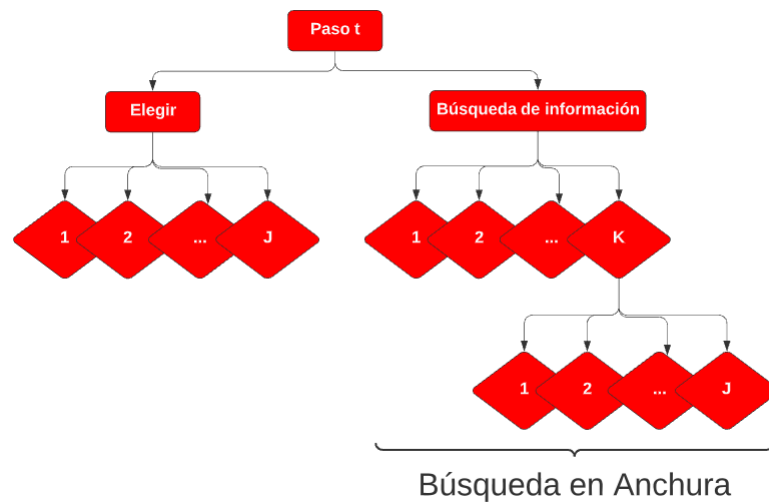 Paso t
Elegir
Búsqueda de información
1 2 ... J
1 2 ... K
1 2 ... J
Búsqueda en Anchura